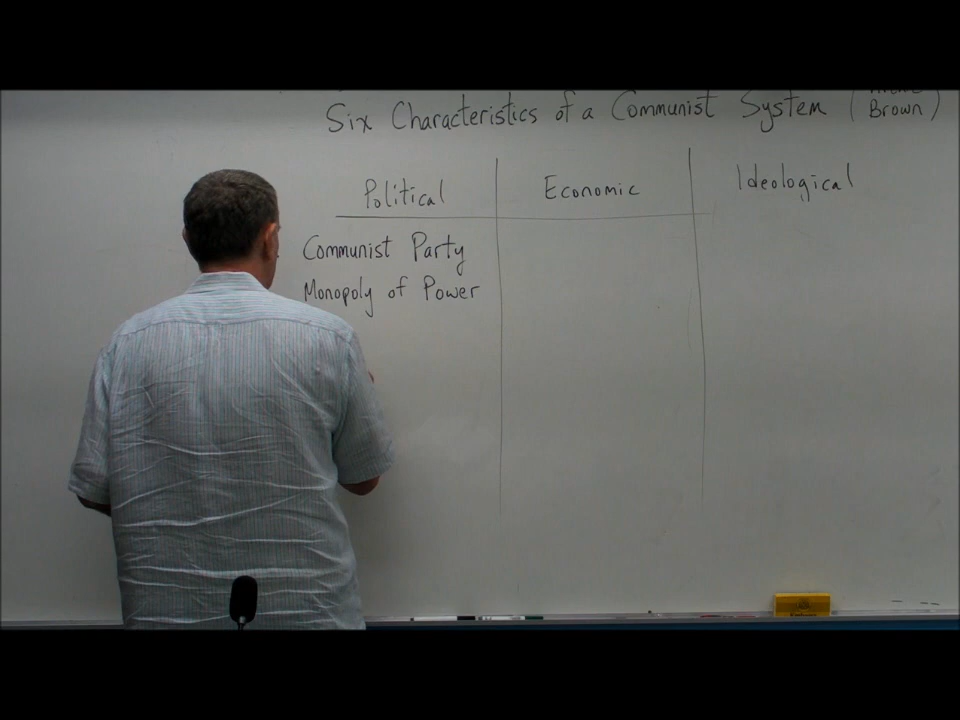 Six Characteristics of a Communist System (
Brown)
Political Economic Ideological
Communist Party
Monopoly of Power